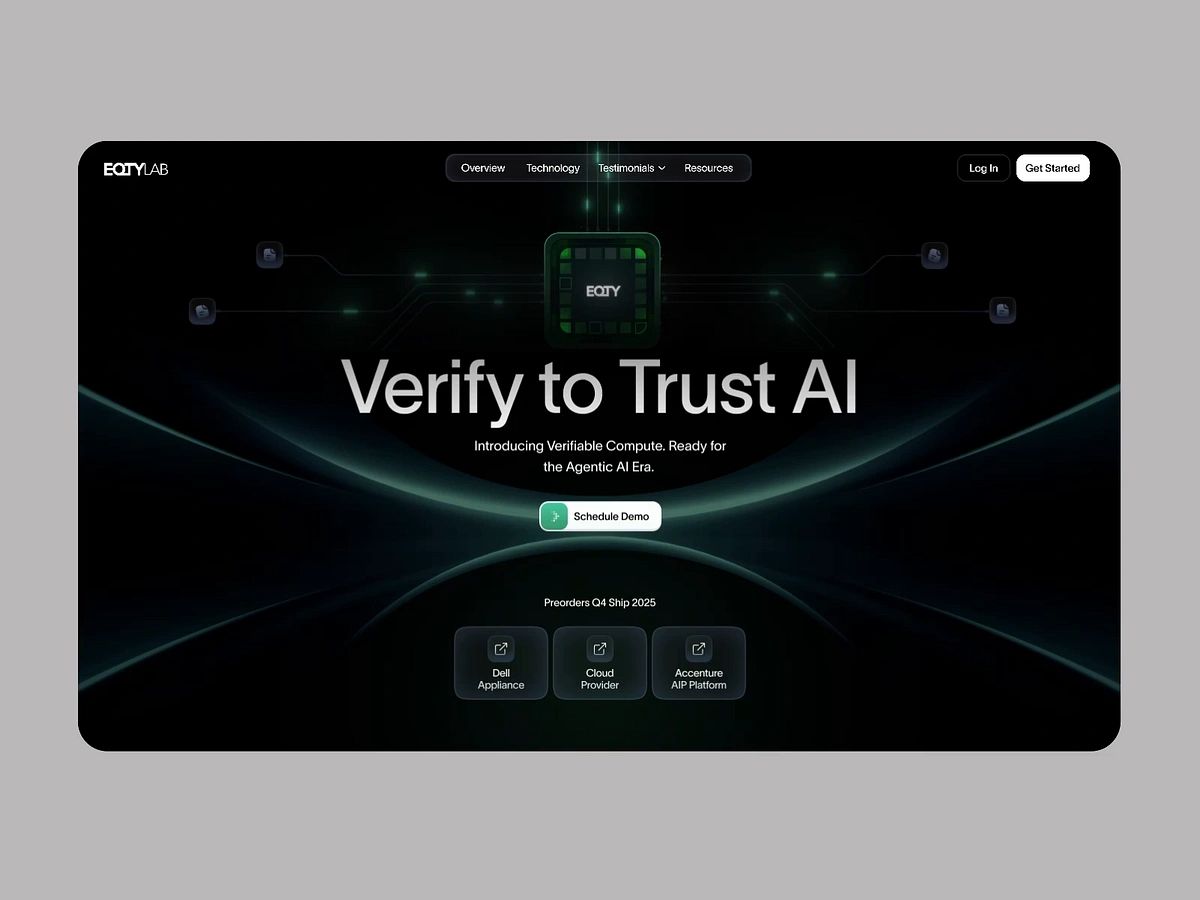 EQTYLAB
Overview
Technology
Testimonials
Resources
Log In
Get Started
EQTY
Verify to Trust AI
Introducing Verifiable Compute. Ready for
the Agentic AI Era.
Schedule Demo
Preorders Q4 Ship 2025
Dell
Appliance
Cloud
Provider
Accenture
AIP Platform